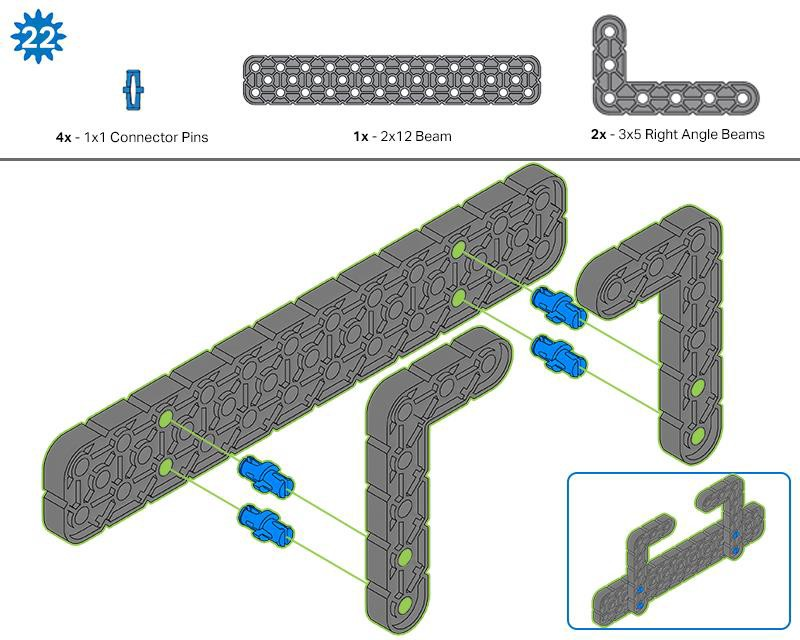 22
4x - 1x1 Connector Pins
1x - 2x12 Beam
2x - 3x5 Right Angle Beams